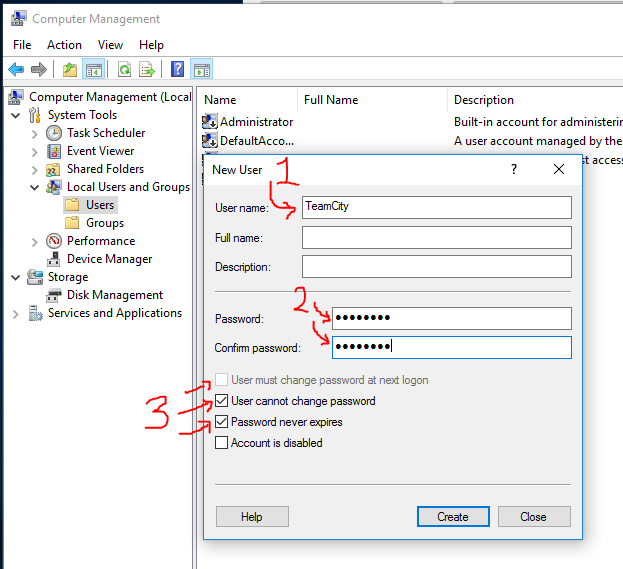 Computer Management
File Action View Help
Computer Management (Local
System Tools
Task Scheduler
Event Viewer
Shared Folders
Local Users and Groups
Users
Groups
Performance
Device Manager
Storage
Disk Management
Services and Applications
Name Full Name Description
Administrator Built-in account for administerin
DefaultAcco... A user account managed by the
t access
New User 1 ?
User name: TeamCity
Full name:
Description:
2
Password: ●●●●●●●●
Confirm password: ●●●●●●●●
3
User must change password at next logon
User cannot change password
Password never expires
Account is disabled
Help Create Close